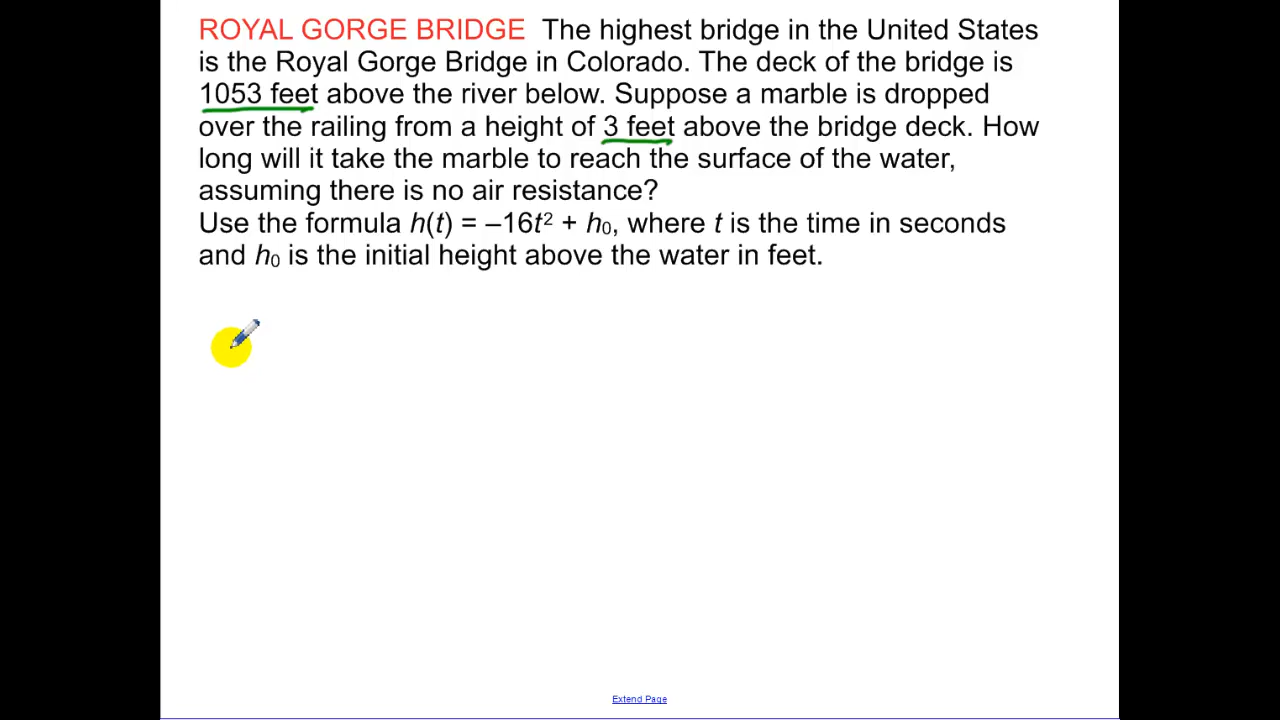 ROYAL GORGE BRIDGE The highest bridge in the United States
is the Royal Gorge Bridge in Colorado. The deck of the bridge is
1053 feet above the river below. Suppose a marble is dropped
over the railing from a height of 3 feet above the bridge deck. How
long will it take the marble to reach the surface of the water,
assuming there is no air resistance?
Use the formula h(t) = –16t² + h₀, where t is the time in seconds
and h₀ is the initial height above the water in feet.
Extend Page